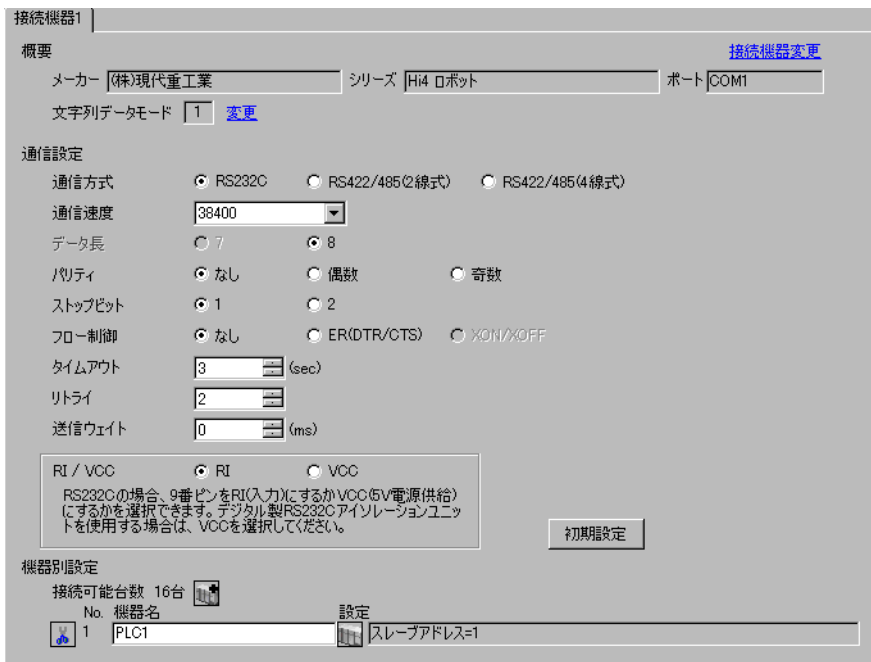 接続機器1
概要
接続機器変更
メーカー (株)現代重工業 シリーズ Hi4 ロボット ポート COM1
文字列データモード 1 変更
通信設定
通信方式 RS232C RS422/485(2線式) RS422/485(4線式)
通信速度 38400
データ長 7 8
パリティ なし 偶数 奇数
ストップビット 1 2
フロー制御 なし ER(DTR/CTS) XON/XOFF
タイムアウト 3 (sec)
リトライ 2
送信ウェイト 0 (ms)
RI / VCC RI VCC
RS232Cの場合、9番ピンをRI(入力)にするかVCC(5V電源供給)
にするかを選択できます。デジタル製RS232Cアイソレーションユニッ
トを使用する場合は、VCCを選択してください。
初期設定
機器別設定
接続可能台数 16台
No. 機器名 設定
1 PLC1 スレーブアドレス=1